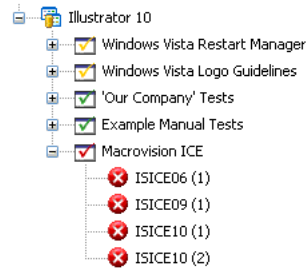 Illustrator 10
Windows Vista Restart Manager
Windows Vista Logo Guidelines
'Our Company' Tests
Example Manual Tests
Macrovision ICE
ISICE06 (1)
ISICE09 (1)
ISICE10 (1)
ISICE10 (2)